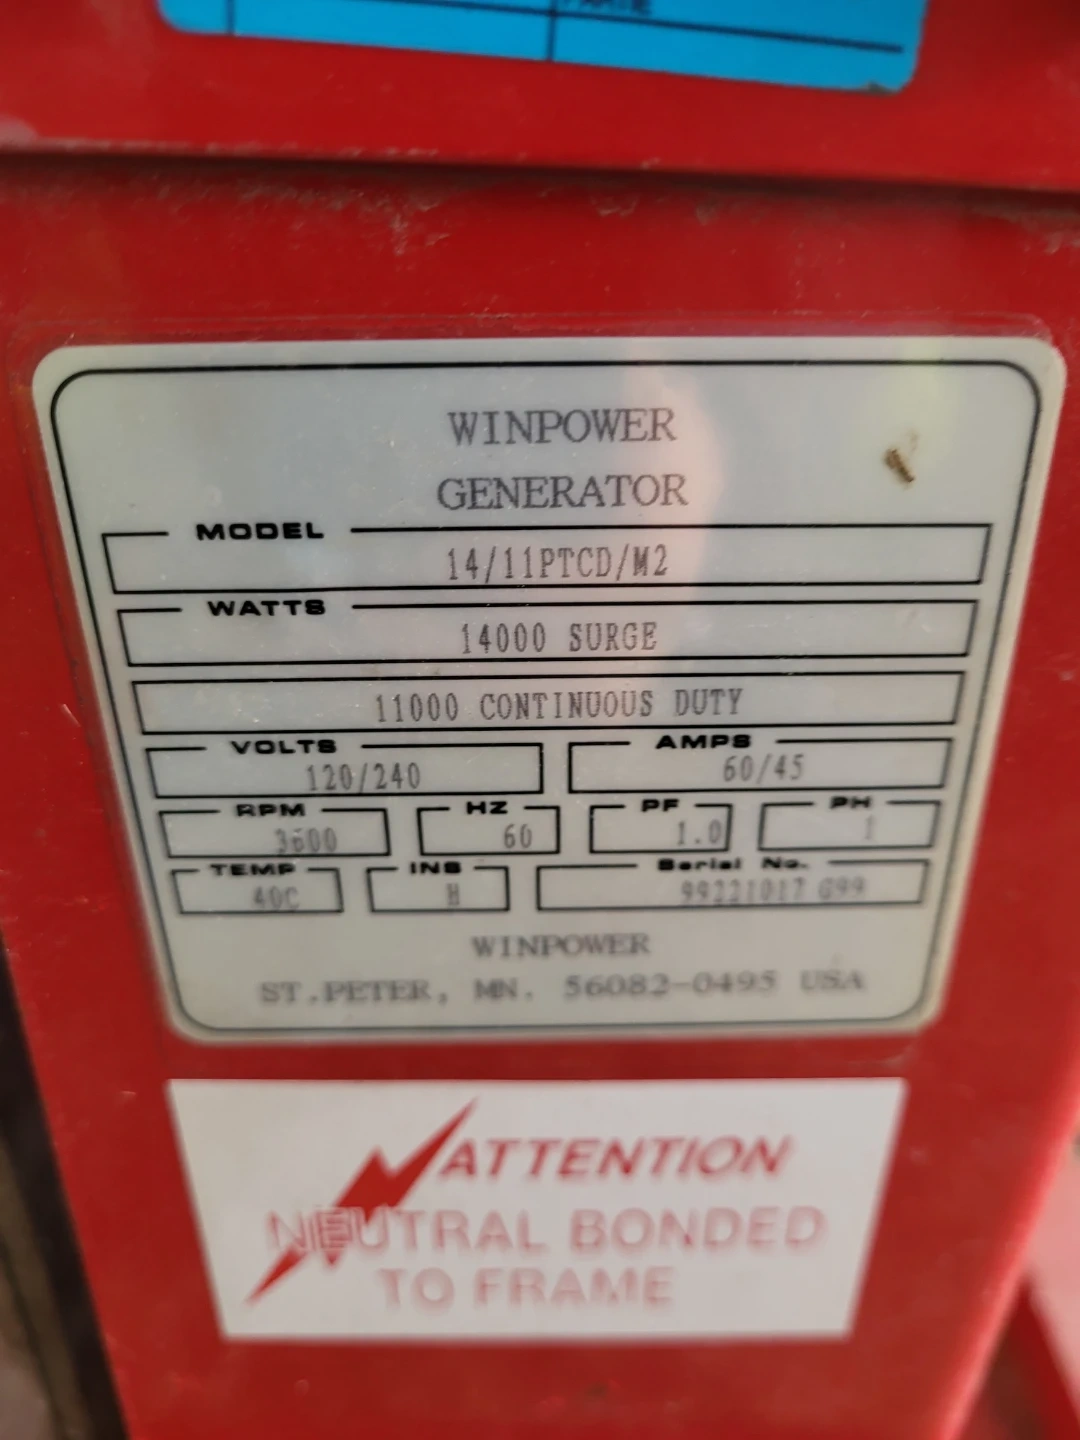 WINPOWER
GENERATOR
MODEL
14/11PTCD/M2
WATTS
14000 SURGE
11000 CONTINUOUS DUTY
VOLTS AMPS
120/240 60/45
RPM HZ PF PH
3600 60 1.0 1
TEMP INS Serial No.
40C H 99221017 G99
WINPOWER
ST.PETER, MN. 56082-0495 USA
ATTENTION
NEUTRAL BONDED
TO FRAME